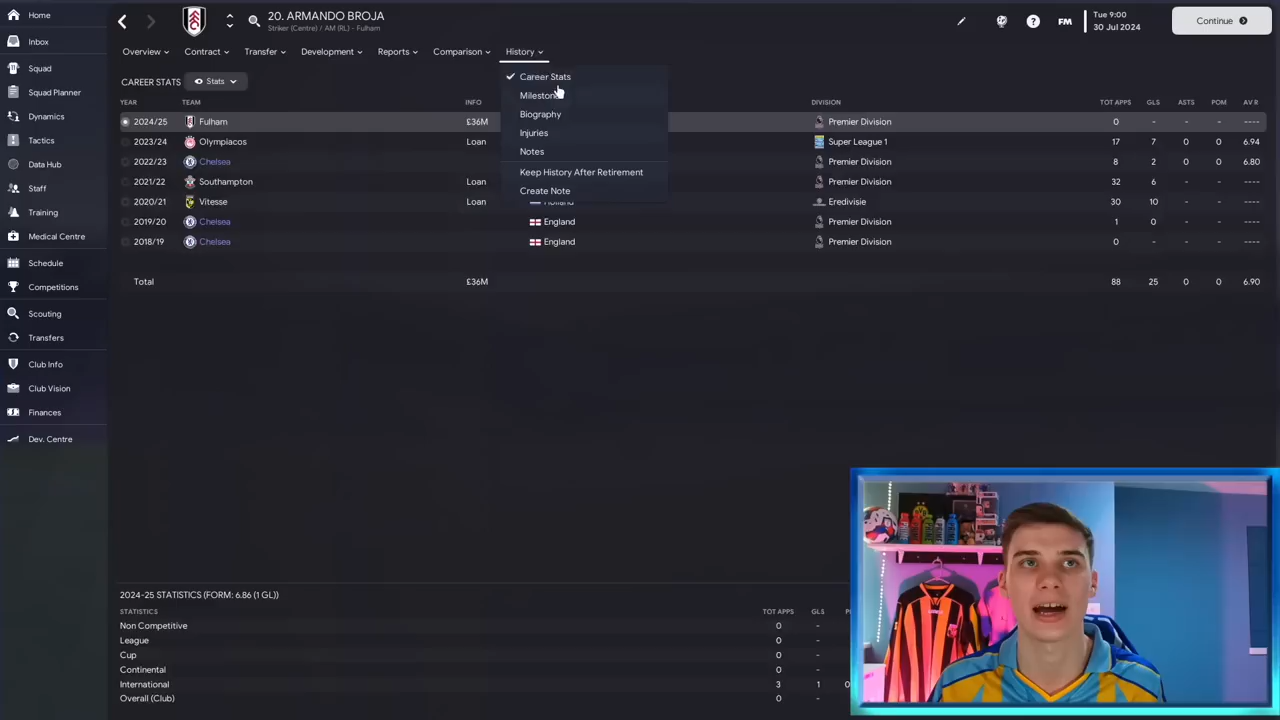 Home
Inbox
Squad
Squad Planner
Dynamics
Tactics
Data Hub
Staff
Training
Medical Centre
Schedule
Competitions
Scouting
Transfers
Club Info
Club Vision
Finances
Dev. Centre
20. ARMANDO BROJA
Striker (Centre) / AM (RL) - Fulham
? FM Tue 9:00
30 Jul 2024
Continue
Overview Contract Transfer Development Reports Comparison History
CAREER STATS Stats
Career Stats
Milestones
Biography
Injuries
Notes
Keep History After Retirement
Create Note
YEAR TEAM INFO DIVISION TOT APPS GLS ASTS POM AV R
2024/25 Fulham £36M Premier Division 0 - - - ----
2023/24 Olympiacos Loan Super League 1 17 7 0 0 6.94
2022/23 Chelsea Premier Division 8 2 0 0 6.80
2021/22 Southampton Loan Premier Division 32 6 - - ----
2020/21 Vitesse Loan Holland Eredivisie 30 10 - - ----
2019/20 Chelsea England Premier Division 1 0 - - ----
2018/19 Chelsea England Premier Division 0 - - - ----
Total £36M 88 25 0 0 6.90
2024-25 STATISTICS (FORM: 6.86 (1 GL))
STATISTICS TOT APPS GLS
Non Competitive 0 -
League 0 -
Cup 0 -
Continental 0 -
International 3 1
Overall (Club) 0 -